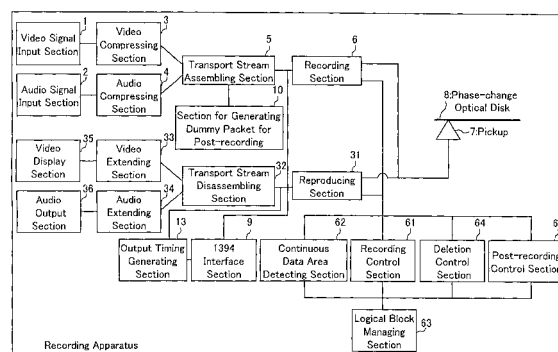 1
Video Signal
Input Section
3
Video
Compressing
Section
5
Transport Stream
Assembling Section
6
Recording
Section
2
Audio Signal
Input Section
4
Audio
Compressing
Section
10
Section for Generating
Dummy Packet for
Post-recording
8:Phase-change
Optical Disk
7:Pickup
35
Video
Display
Section
33
Video
Extending
Section
32
Transport Stream
Disassembling
Section
31
Reproducing
Section
36
Audio
Output
Section
34
Audio
Extending
Section
13
Output Timing
Generating
Section
9
1394
Interface
Section
62
Continuous
Data Area
Detecting Section
61
Recording
Control
Section
64
Deletion
Control
Section
Post-recording
Control Section
Logical Block
Managing
Section
63
Recording Apparatus